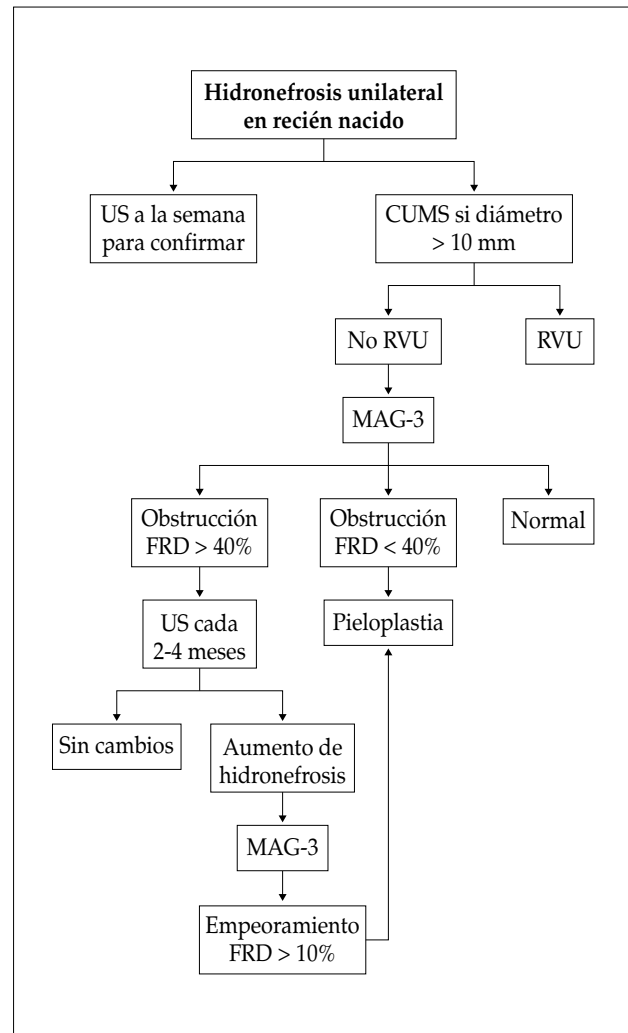 Hidronefrosis unilateral
en recién nacido
US a la semana
para confirmar
CUMS si diámetro
> 10 mm
No RVU
RVU
MAG-3
Obstrucción
FRD > 40%
Obstrucción
FRD < 40%
Normal
US cada
2-4 meses
Pieloplastia
Sin cambios
Aumento de
hidronefrosis
MAG-3
Empeoramiento
FRD > 10%